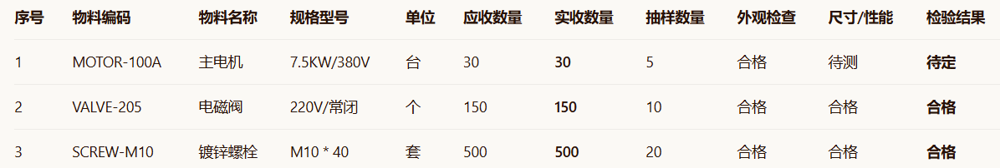 序号 物料编码 物料名称 规格型号 单位 应收数量 实收数量 抽样数量 外观检查 尺寸/性能 检验结果
1 MOTOR-100A 主电机 7.5KW/380V 台 30 30 5 合格 待测 待定
2 VALVE-205 电磁阀 220V/常闭 个 150 150 10 合格 合格 合格
3 SCREW-M10 镀锌螺栓 M10 * 40 套 500 500 20 合格 合格 合格